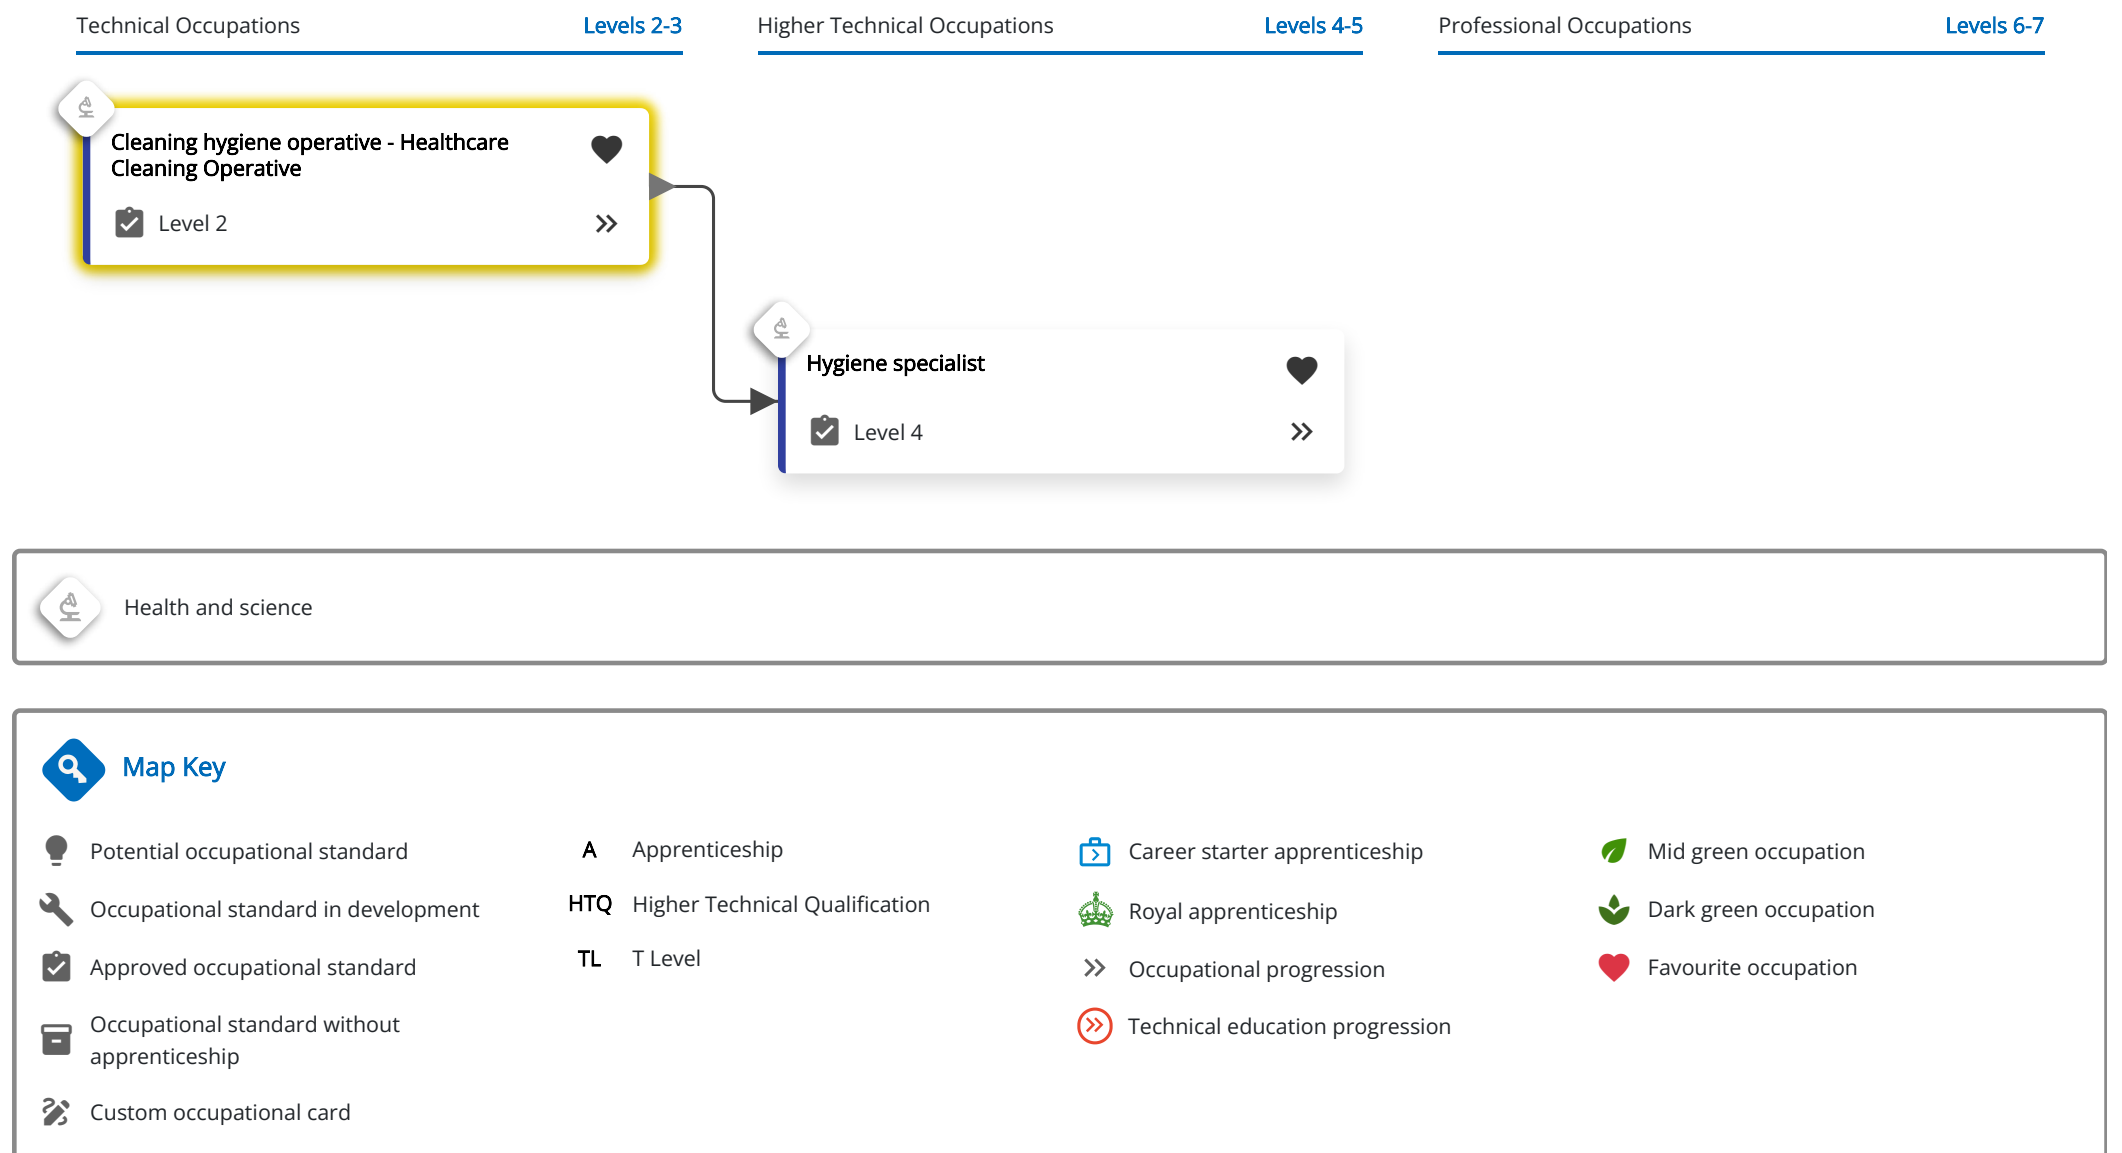 Technical Occupations Levels 2-3 Higher Technical Occupations Levels 4-5 Professional Occupations Levels 6-7
Cleaning hygiene operative - Healthcare
Cleaning Operative
Level 2
Hygiene specialist
Level 4
Health and science
Map Key
Potential occupational standard
Occupational standard in development
Approved occupational standard
Occupational standard without
apprenticeship
Custom occupational card
A Apprenticeship
HTQ Higher Technical Qualification
TL T Level
Career starter apprenticeship
Royal apprenticeship
Occupational progression
Technical education progression
Mid green occupation
Dark green occupation
Favourite occupation